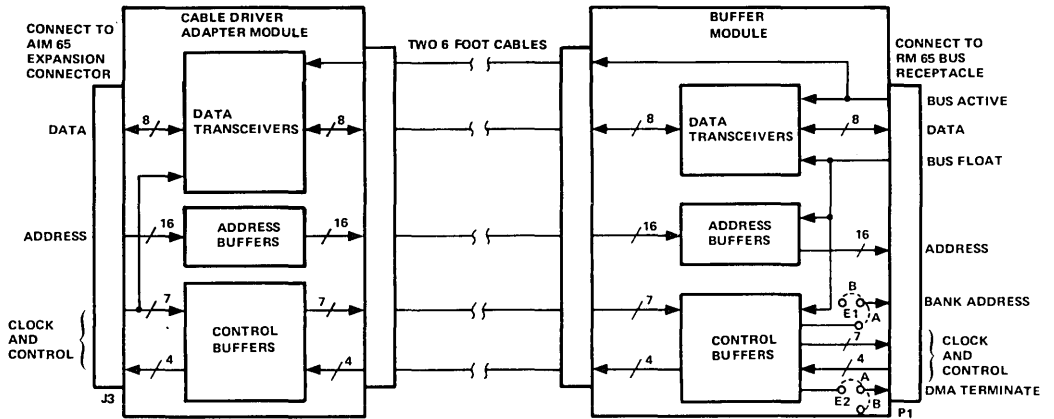 CONNECT TO
AIM 65
EXPANSION
CONNECTOR
CABLE DRIVER
ADAPTER MODULE
TWO 6 FOOT CABLES
BUFFER
MODULE
CONNECT TO
RM 65 BUS
RECEPTACLE
BUS ACTIVE
DATA
8
DATA
TRANSCEIVERS
8
8
DATA
TRANSCEIVERS
8
DATA
BUS FLOAT
ADDRESS
16
ADDRESS
BUFFERS
16
16
ADDRESS
BUFFERS
16
ADDRESS
CLOCK
AND
CONTROL
7
4
CONTROL
BUFFERS
7
4
7
4
CONTROL
BUFFERS
B
E1
A
7
4
A
E2
B
BANK ADDRESS
CLOCK
AND
CONTROL
DMA TERMINATE
J3
P1